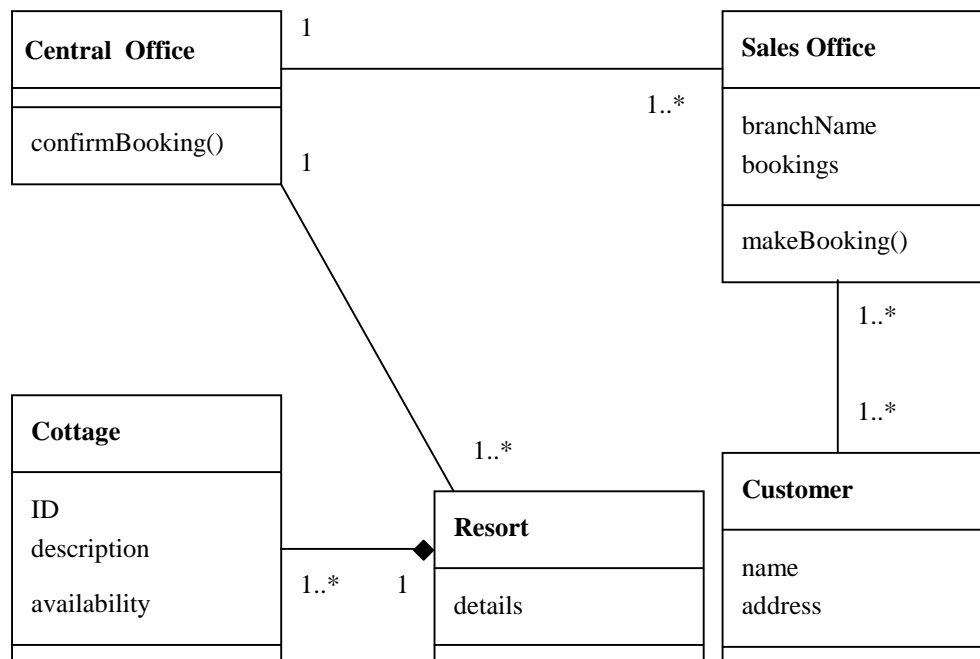 Central  Office
confirmBooking()
1
1..*
Sales Office
branchName
bookings
makeBooking()
1
1..*
1..*
1..*
Cottage
ID
description
availability
1..*
1
Resort
details
Customer
name
address